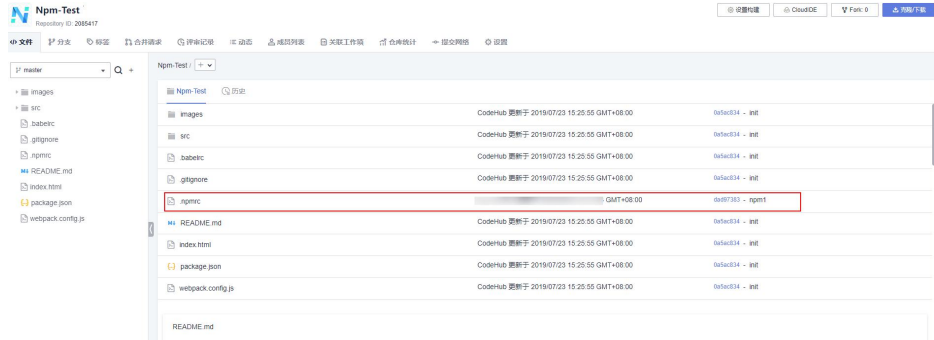 Npm-Test
Repository ID: 2085417
设置构建 CloudIDE Fork: 0 克隆/下载
文件 分支 标签 合并请求 评审记录 动态 成员列表 关联工作项 仓库统计 提交网络 设置
master
images
src
.babelrc
.gitignore
.npmrc
README.md
index.html
package.json
webpack.config.js
Npm-Test /
Npm-Test 历史
images CodeHub 更新于 2019/07/23 15:25:55 GMT+08:00 0a5ac834 - init
src CodeHub 更新于 2019/07/23 15:25:55 GMT+08:00 0a5ac834 - init
.babelrc CodeHub 更新于 2019/07/23 15:25:55 GMT+08:00 0a5ac834 - init
.gitignore CodeHub 更新于 2019/07/23 15:25:55 GMT+08:00 0a5ac834 - init
.npmrc GMT+08:00 dad97383 - npm1
README.md CodeHub 更新于 2019/07/23 15:25:55 GMT+08:00 0a5ac834 - init
index.html CodeHub 更新于 2019/07/23 15:25:55 GMT+08:00 0a5ac834 - init
package.json CodeHub 更新于 2019/07/23 15:25:55 GMT+08:00 0a5ac834 - init
webpack.config.js CodeHub 更新于 2019/07/23 15:25:55 GMT+08:00 0a5ac834 - init
README.md